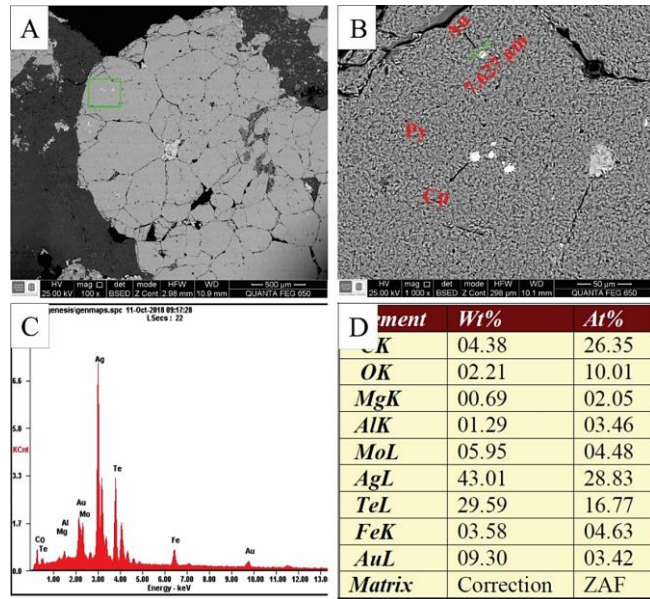 A
HV mag □ det mode HFW WD 500 µm
25.00 kV 100 x BSED Z Cont 2.98 mm 10.9 mm QUANTA FEG 650
B
Au
7.627 µm
Py
Cp
HV mag □ det mode HFW WD 50 µm
25.00 kV 1 000 x BSED Z Cont 298 µm 10.1 mm QUANTA FEG 650
C
genesis\genmaps.spc 11-Oct-2018 09:17:28
LSecs : 22
Ag
6.6
5.0
KCnt
3.3
1.7
0.0
Te
Au
Mo
Al
Mg
CO
Te
Fe
Au
1.00 2.00 3.00 4.00 5.00 6.00 7.00 8.00 9.00 10.00 11.00 12.00 13.0
Energy - keV
D
ement Wt% At%
CK 04.38 26.35
OK 02.21 10.01
MgK 00.69 02.05
AlK 01.29 03.46
MoL 05.95 04.48
AgL 43.01 28.83
TeL 29.59 16.77
FeK 03.58 04.63
AuL 09.30 03.42
Matrix Correction ZAF